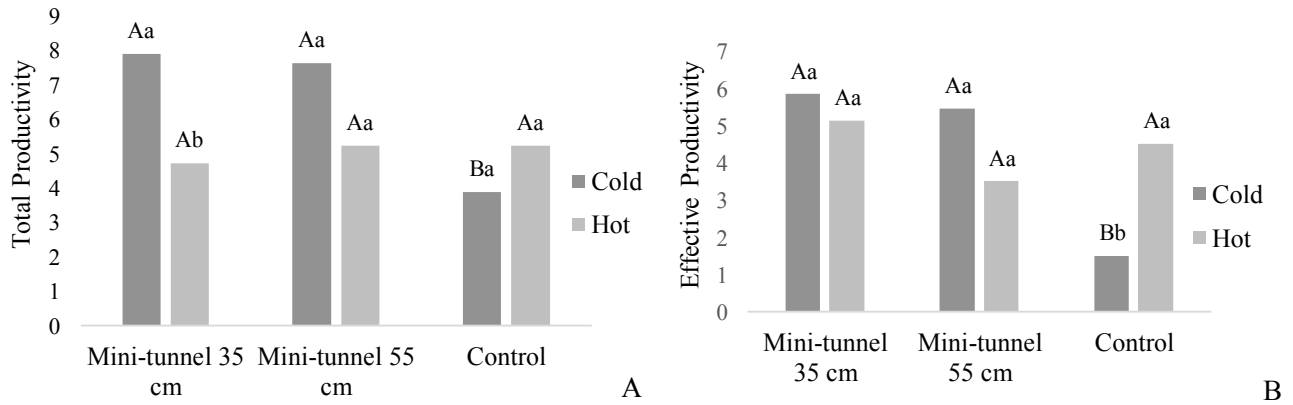 Total Productivity
9
8
7
6
5
4
3
2
1
0
Aa
Ab
Aa
Aa
Ba
Aa
Cold
Hot
Mini-tunnel 35
cm
Mini-tunnel 55
cm
Control
A
Effective Productivity
7
6
5
4
3
2
1
0
Aa
Aa
Aa
Aa
Bb
Aa
Cold
Hot
Mini-tunnel
35 cm
Mini-tunnel
55 cm
Control
B